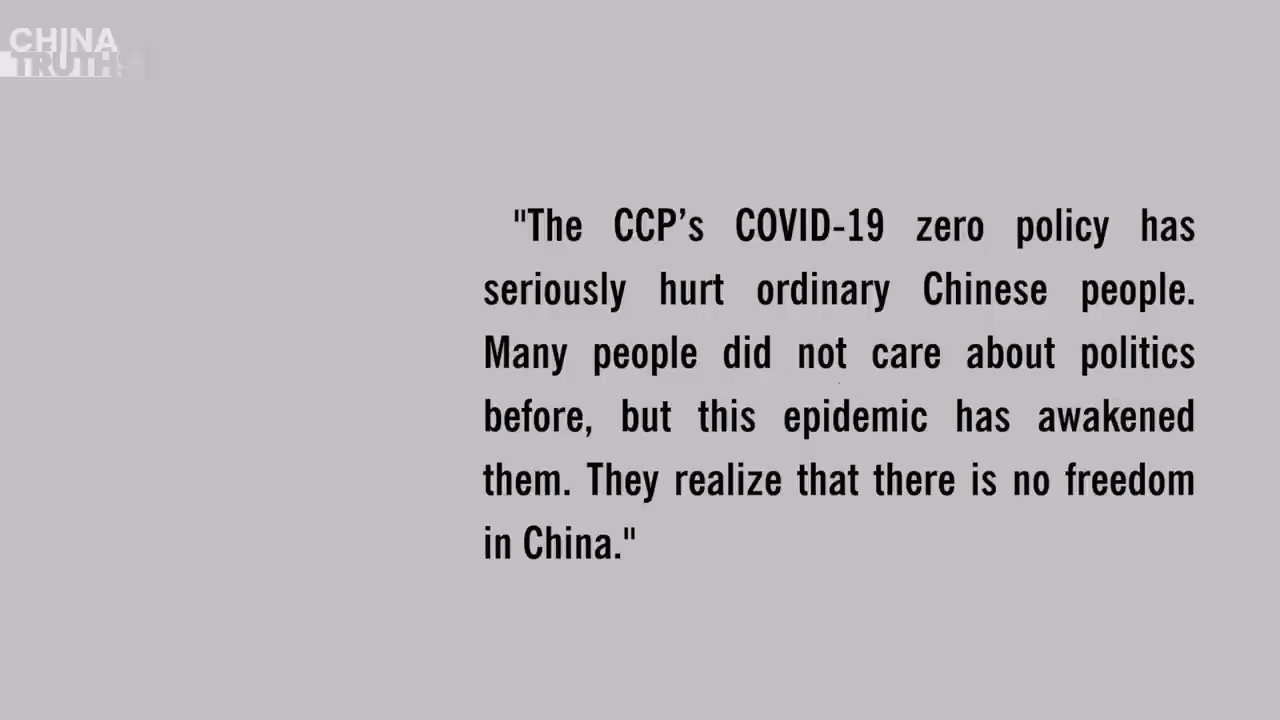 CHINA
TRUTHS
"The CCP’s COVID-19 zero policy has
seriously hurt ordinary Chinese people.
Many people did not care about politics
before, but this epidemic has awakened
them. They realize that there is no freedom
in China."